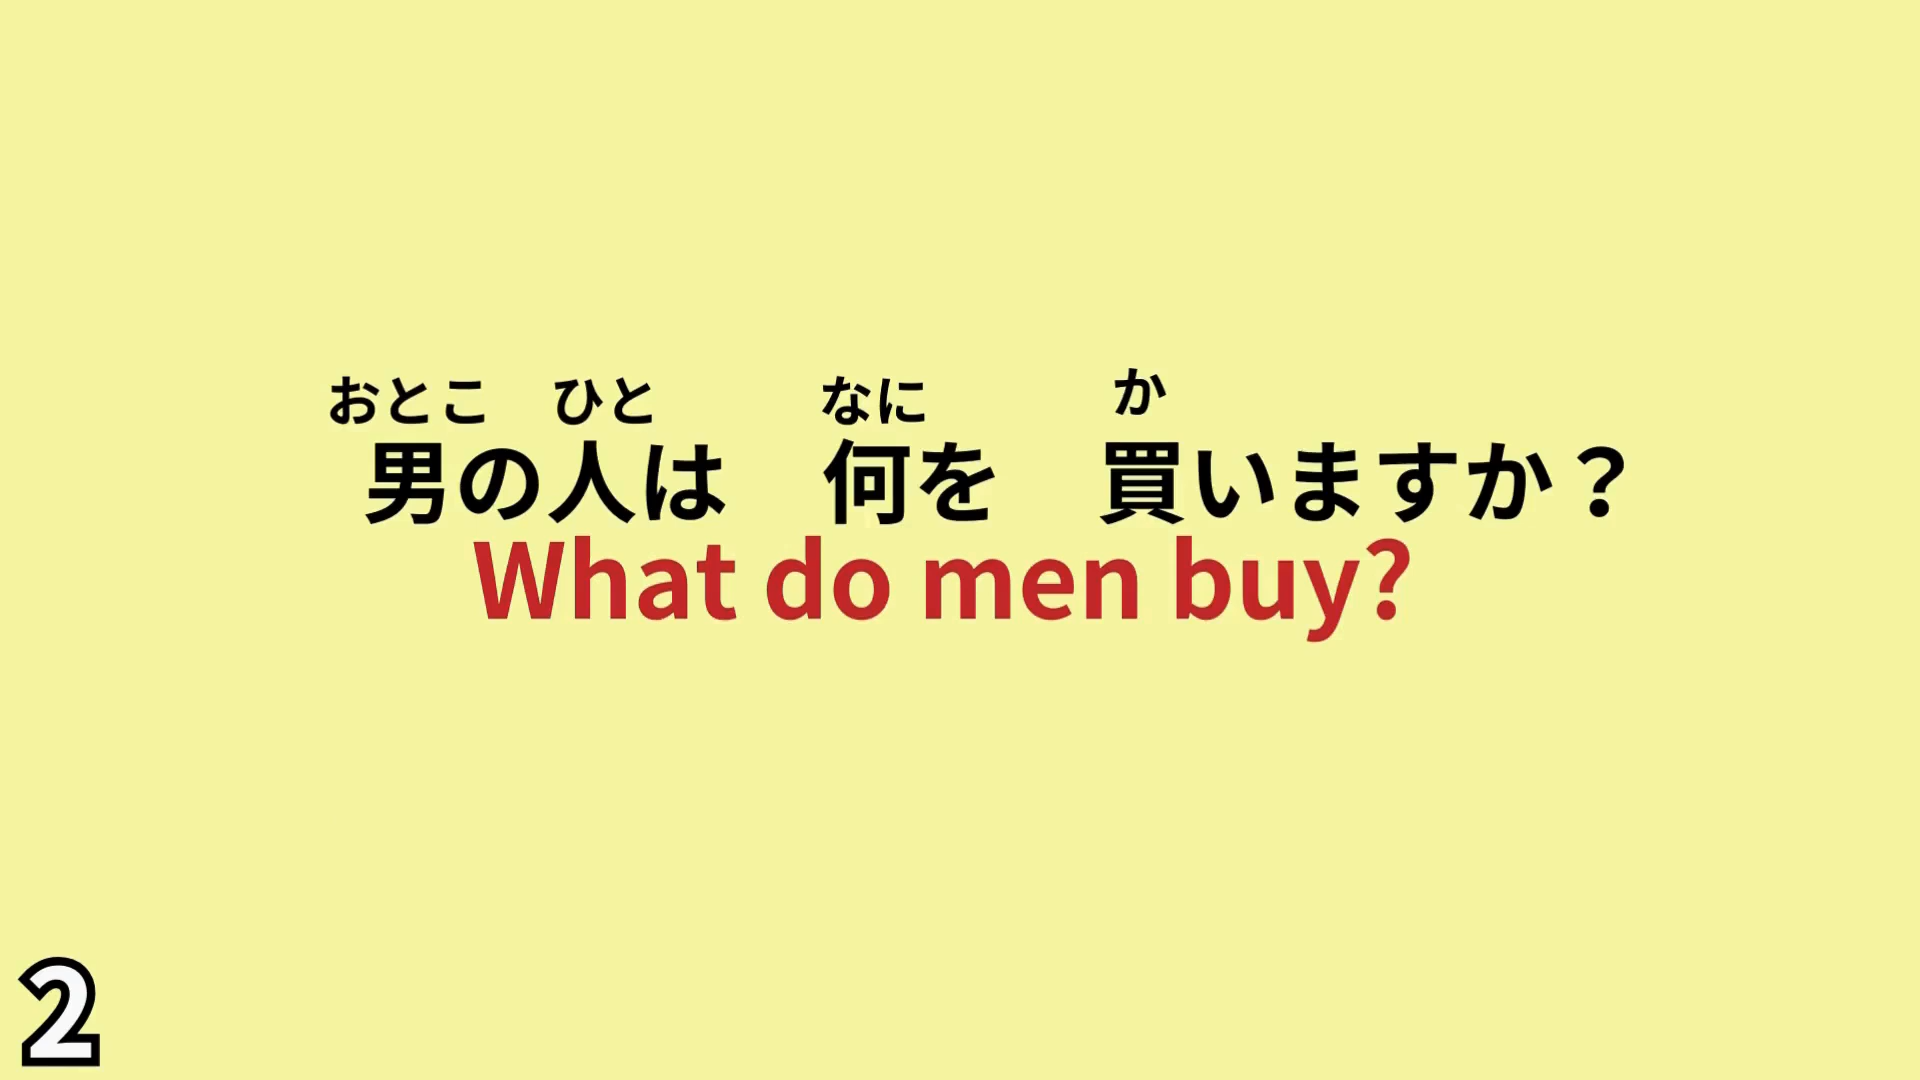 おとこ ひと なに か
男の人は 何を 買いますか？
What do men buy?
2